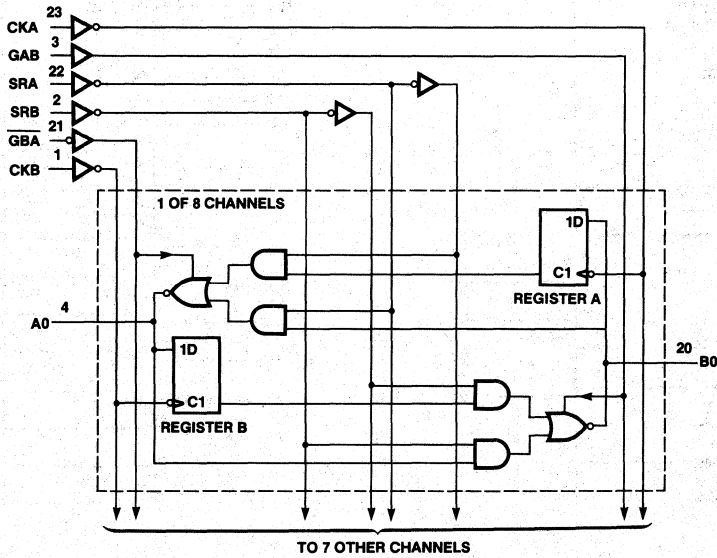 CKA 23
GAB 3
SRA 22
SRB 2
GBA 21
CKB 1
1 OF 8 CHANNELS
1D
C1
REGISTER A
A0 4
1D
C1
REGISTER B
20 B0
TO 7 OTHER CHANNELS